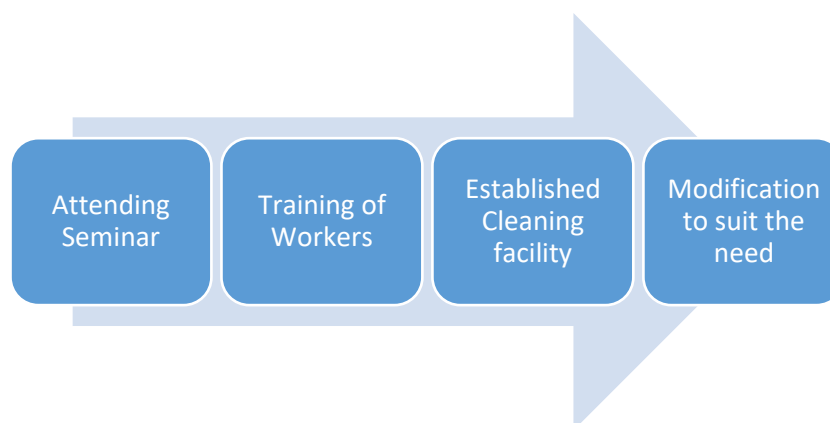 Attending
Seminar
Training of
Workers
Established
Cleaning
facility
Modification
to suit the
need